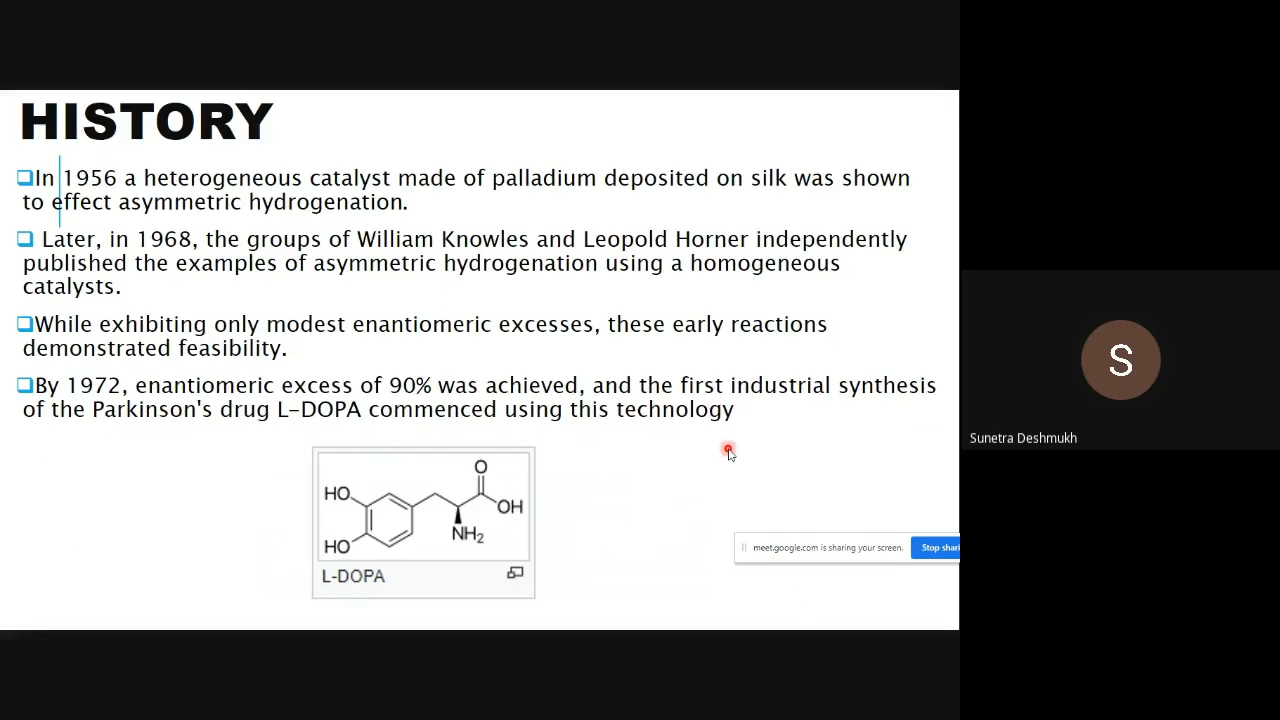 HISTORY
❑In 1956 a heterogeneous catalyst made of palladium deposited on silk was shown
to effect asymmetric hydrogenation.
❑ Later, in 1968, the groups of William Knowles and Leopold Horner independently
published the examples of asymmetric hydrogenation using a homogeneous
catalysts.
❑While exhibiting only modest enantiomeric excesses, these early reactions
demonstrated feasibility.
❑By 1972, enantiomeric excess of 90% was achieved, and the first industrial synthesis
of the Parkinson's drug L-DOPA commenced using this technology
O
HO
OH
NH2
HO
L-DOPA
meet.google.com is sharing your screen.
Stop shari
S
Sunetra Deshmukh